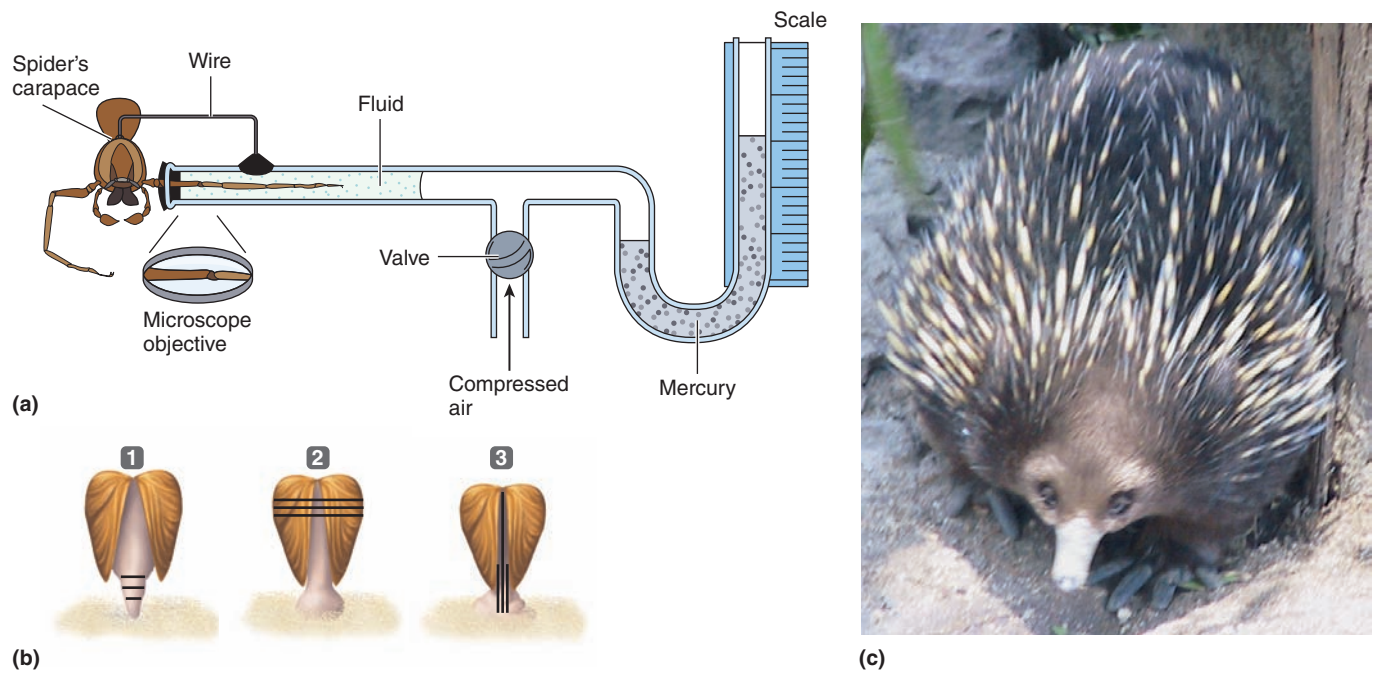 Scale
Spider's
carapace
Wire
Fluid
Valve
Microscope
objective
Compressed
air
Mercury
(a)
1
2
3
(b)
(c)